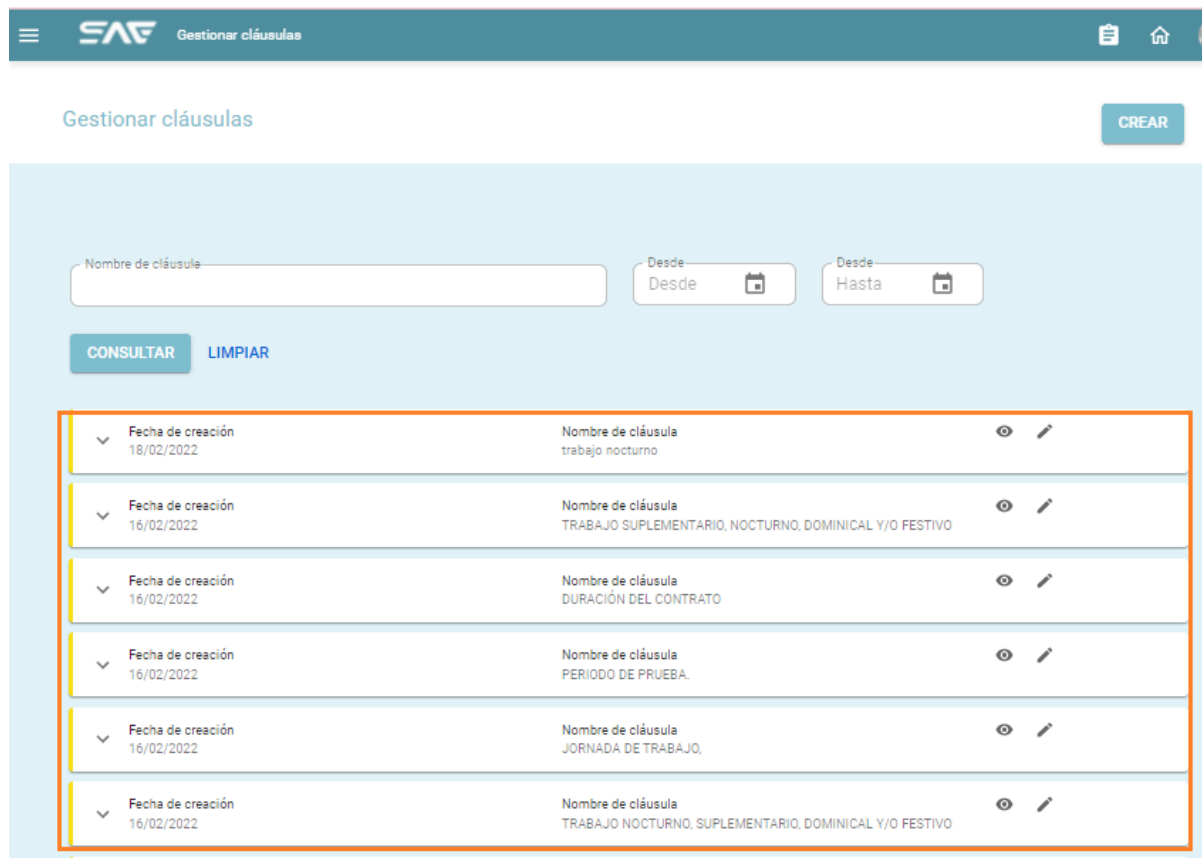 Gestionar cláusulas
Gestionar cláusulas
CREAR
Nombre de cláusula
Desde
Desde
Desde
Hasta
CONSULTAR LIMPIAR
Fecha de creación Nombre de cláusula
18/02/2022 trabajo nocturno
Fecha de creación Nombre de cláusula
16/02/2022 TRABAJO SUPLEMENTARIO, NOCTURNO, DOMINICAL Y/O FESTIVO
Fecha de creación Nombre de cláusula
16/02/2022 DURACIÓN DEL CONTRATO
Fecha de creación Nombre de cláusula
16/02/2022 PERIODO DE PRUEBA.
Fecha de creación Nombre de cláusula
16/02/2022 JORNADA DE TRABAJO,
Fecha de creación Nombre de cláusula
16/02/2022 TRABAJO NOCTURNO, SUPLEMENTARIO, DOMINICAL Y/O FESTIVO